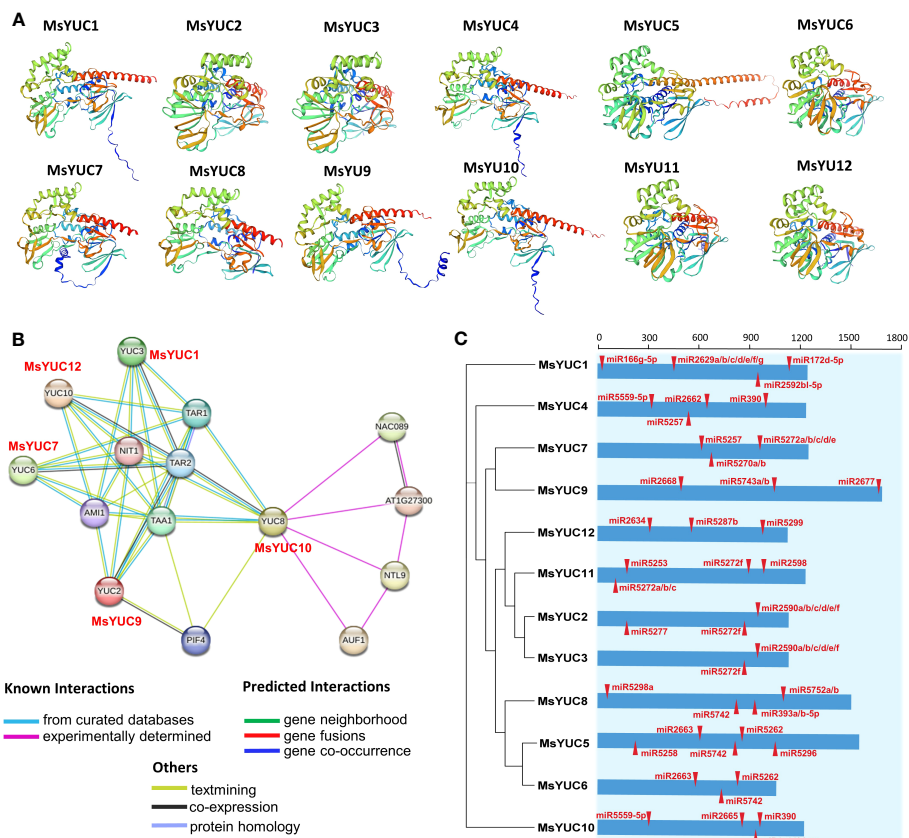 A
MsYUC1 MsYUC2 MsYUC3 MsYUC4 MsYUC5 MsYUC6
MsYUC7 MsYUC8 MsYU9 MsYU10 MsYU11 MsYU12
B
MsYUC12
YUC3
MsYUC1
YUC10
TAR1
MsYUC7
NIT1
NAC089
YUC6
TAR2
AT1G27300
AMI1
TAA1
YUC8
MsYUC10
YUC2
NTL9
MsYUC9
PIF4
AUF1
Known Interactions
from curated databases
experimentally determined
Predicted Interactions
gene neighborhood
gene fusions
gene co-occurrence
Others
textmining
co-expression
protein homology
C
0 300 600 900 1200 1500 1800
MsYUC1
miR166g-5p miR2629a/b/c/d/e/f/g miR172d-5p
miR2592bl-5p
MsYUC4
miR5559-5p miR2662 miR390
miR5257
MsYUC7
miR5257 miR5272a/b/c/d/e
miR5270a/b
MsYUC9
miR2668 miR5743a/b miR2677
MsYUC12
miR2634 miR5287b miR5299
MsYUC11
miR5253 miR5272f miR2598
miR5272a/b/c
MsYUC2
miR2590a/b/c/d/e/f
miR5277 miR5272f
MsYUC3
miR2590a/b/c/d/e/f
miR5272f
MsYUC8
miR5298a miR5752a/b
miR5742 miR393a/b-5p
MsYUC5
miR2663 miR5262
miR5258 miR5742 miR5296
MsYUC6
miR2663 miR5262
miR5742
MsYUC10
miR5559-5p miR2665 miR390